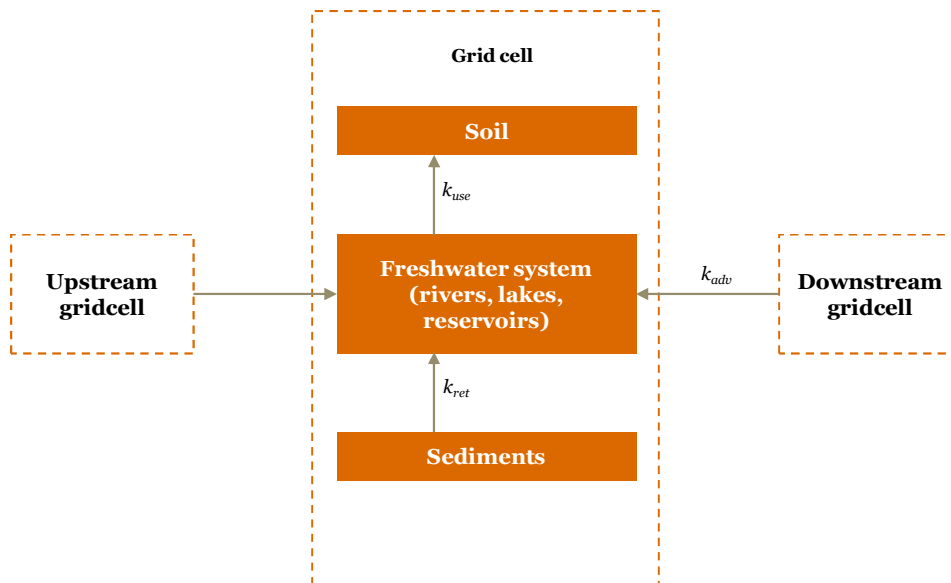 Grid cell
Soil
k_use
Upstream
gridcell
Freshwater system
(rivers, lakes,
reservoirs)
k_adv
Downstream
gridcell
k_ret
Sediments